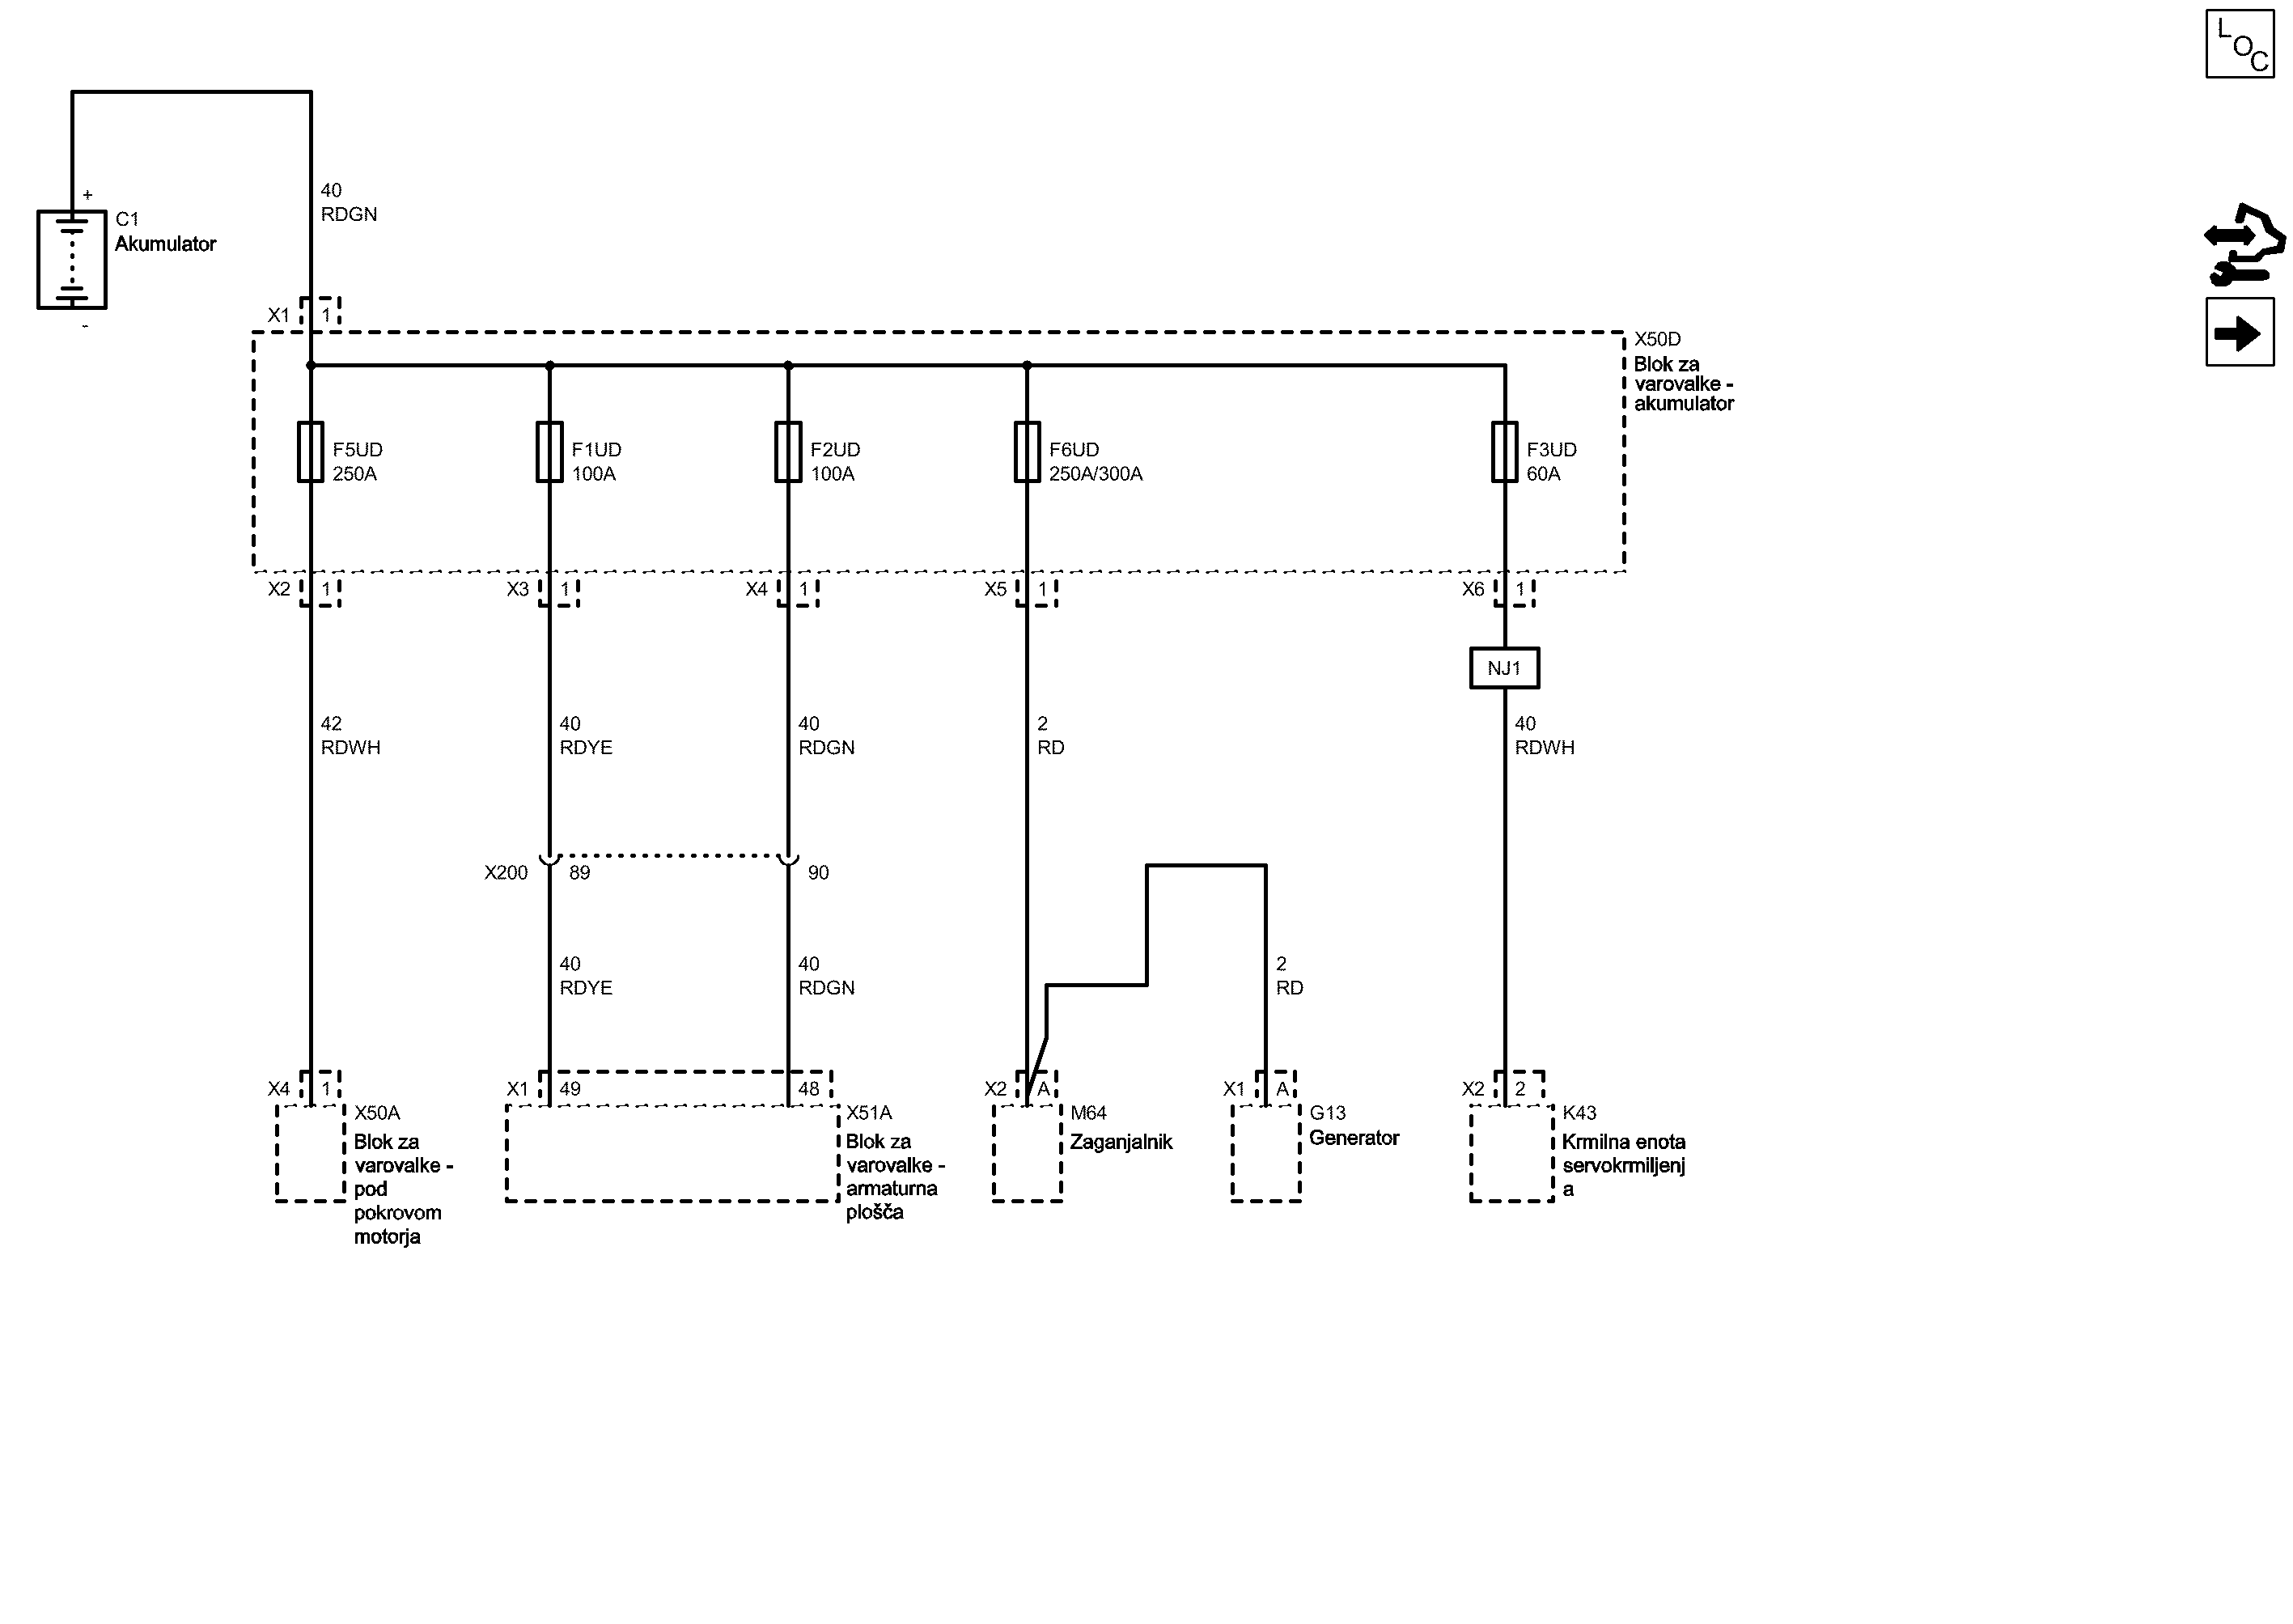 L
O
C
+
40
RDGN
C1
Akumulator
-
X1 1
X50D
Blok za
varovalke -
akumulator
F5UD
250A
F1UD
100A
F2UD
100A
F6UD
250A/300A
F3UD
60A
X2 1
X3 1
X4 1
X5 1
X6 1
NJ1
42
RDWH
40
RDYE
40
RDGN
2
RD
40
RDWH
X200 89
90
40
RDYE
40
RDGN
2
RD
X4 1
X1 49
48
X2 A
X1 A
X2 2
X50A
Blok za
varovalke -
pod
pokrovom
motorja
X51A
Blok za
varovalke -
armaturna
plošča
M64
Zaganjalnik
G13
Generator
K43
Krmilna enota
servokrmiljenj
a